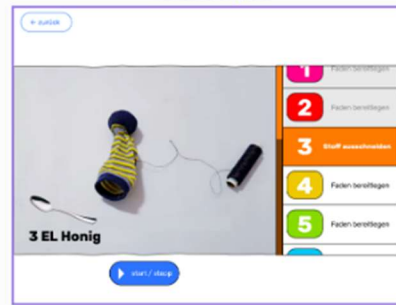 ← zurück
1 Faden bereitlegen
2 Faden bereitlegen
3 Stoff ausschneiden
4 Faden bereitlegen
5 Faden bereitlegen
3 EL Honig
start / stopp